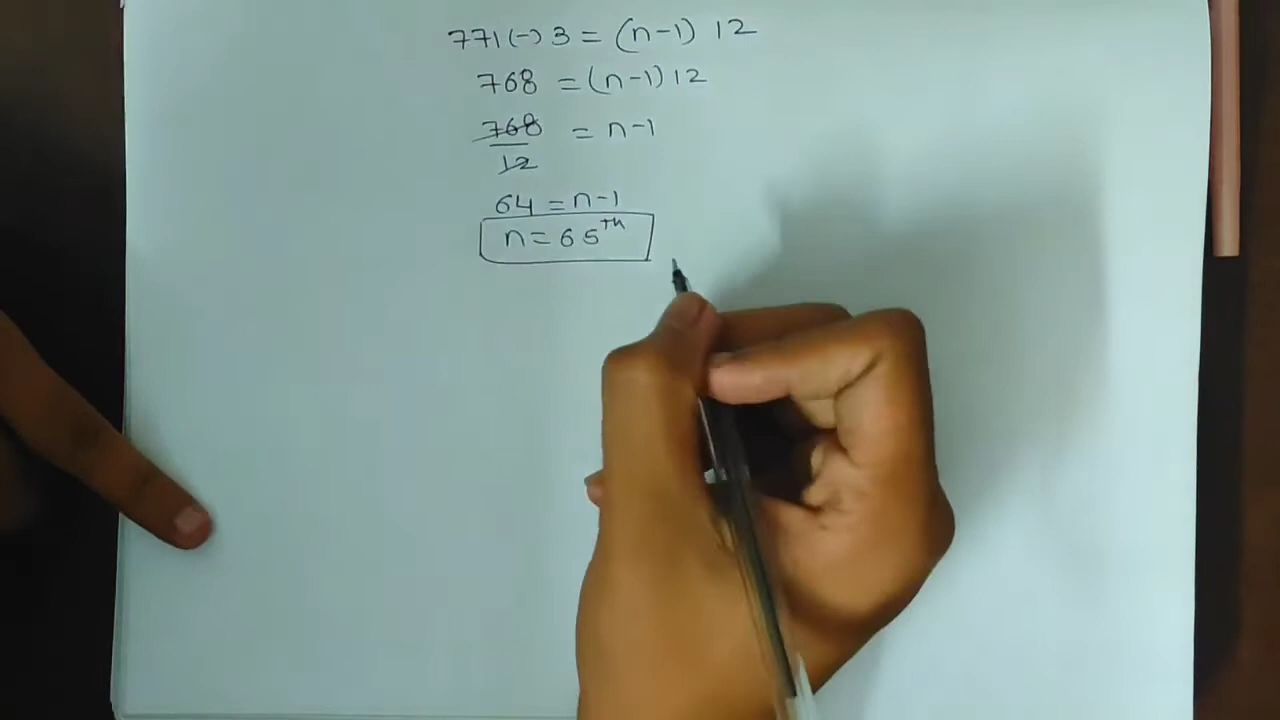 771(-) 3 = (n-1) 12
768 = (n-1) 12
768/12 = n-1
64 = n-1
n = 65th